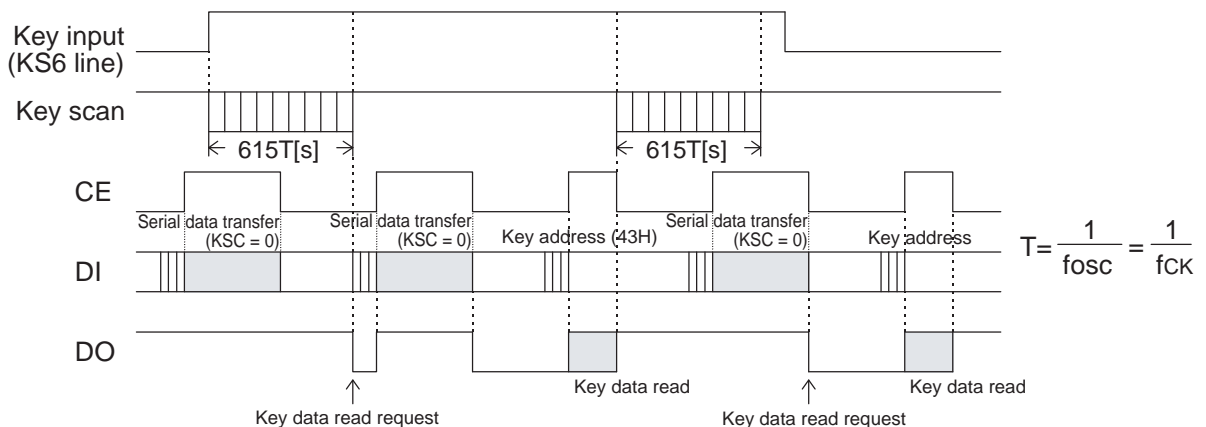 Key input
(KS6 line)
Key scan
615T[s]
615T[s]
CE
Serial data transfer
(KSC = 0)
Serial data transfer
(KSC = 0)
Key address (43H)
Serial data transfer
(KSC = 0)
Key address
DI
T= 1/fosc = 1/fCK
DO
Key data read
Key data read
Key data read request
Key data read request